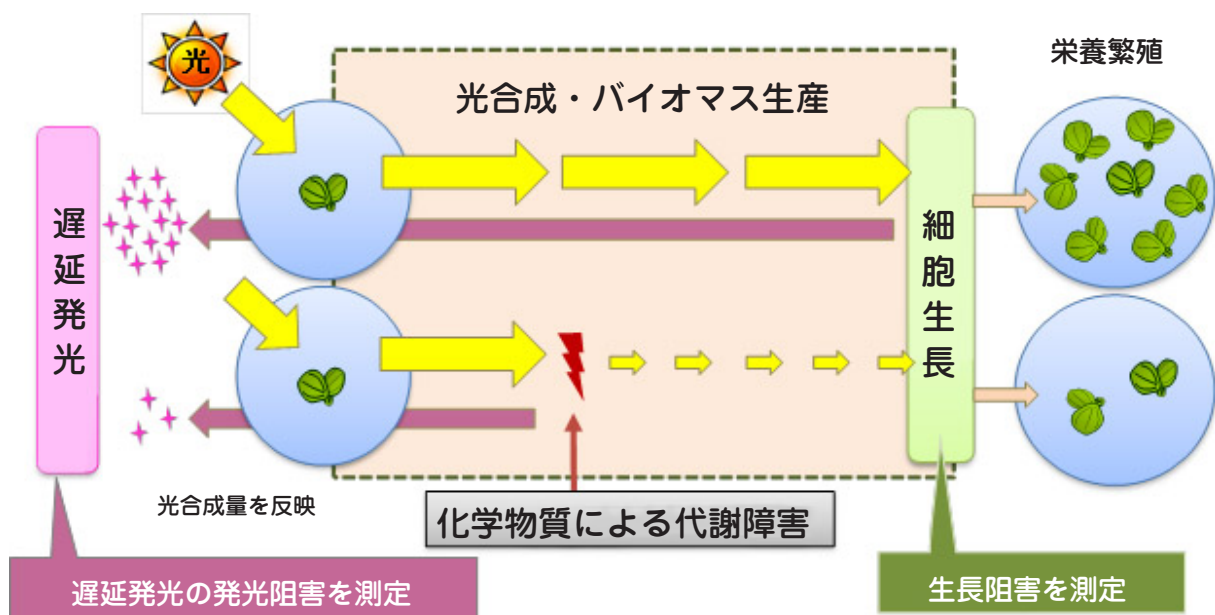 光
栄養繁殖
光合成・バイオマス生産
遅延発光
細胞生長
光合成量を反映
化学物質による代謝障害
遅延発光の発光阻害を測定
生長阻害を測定